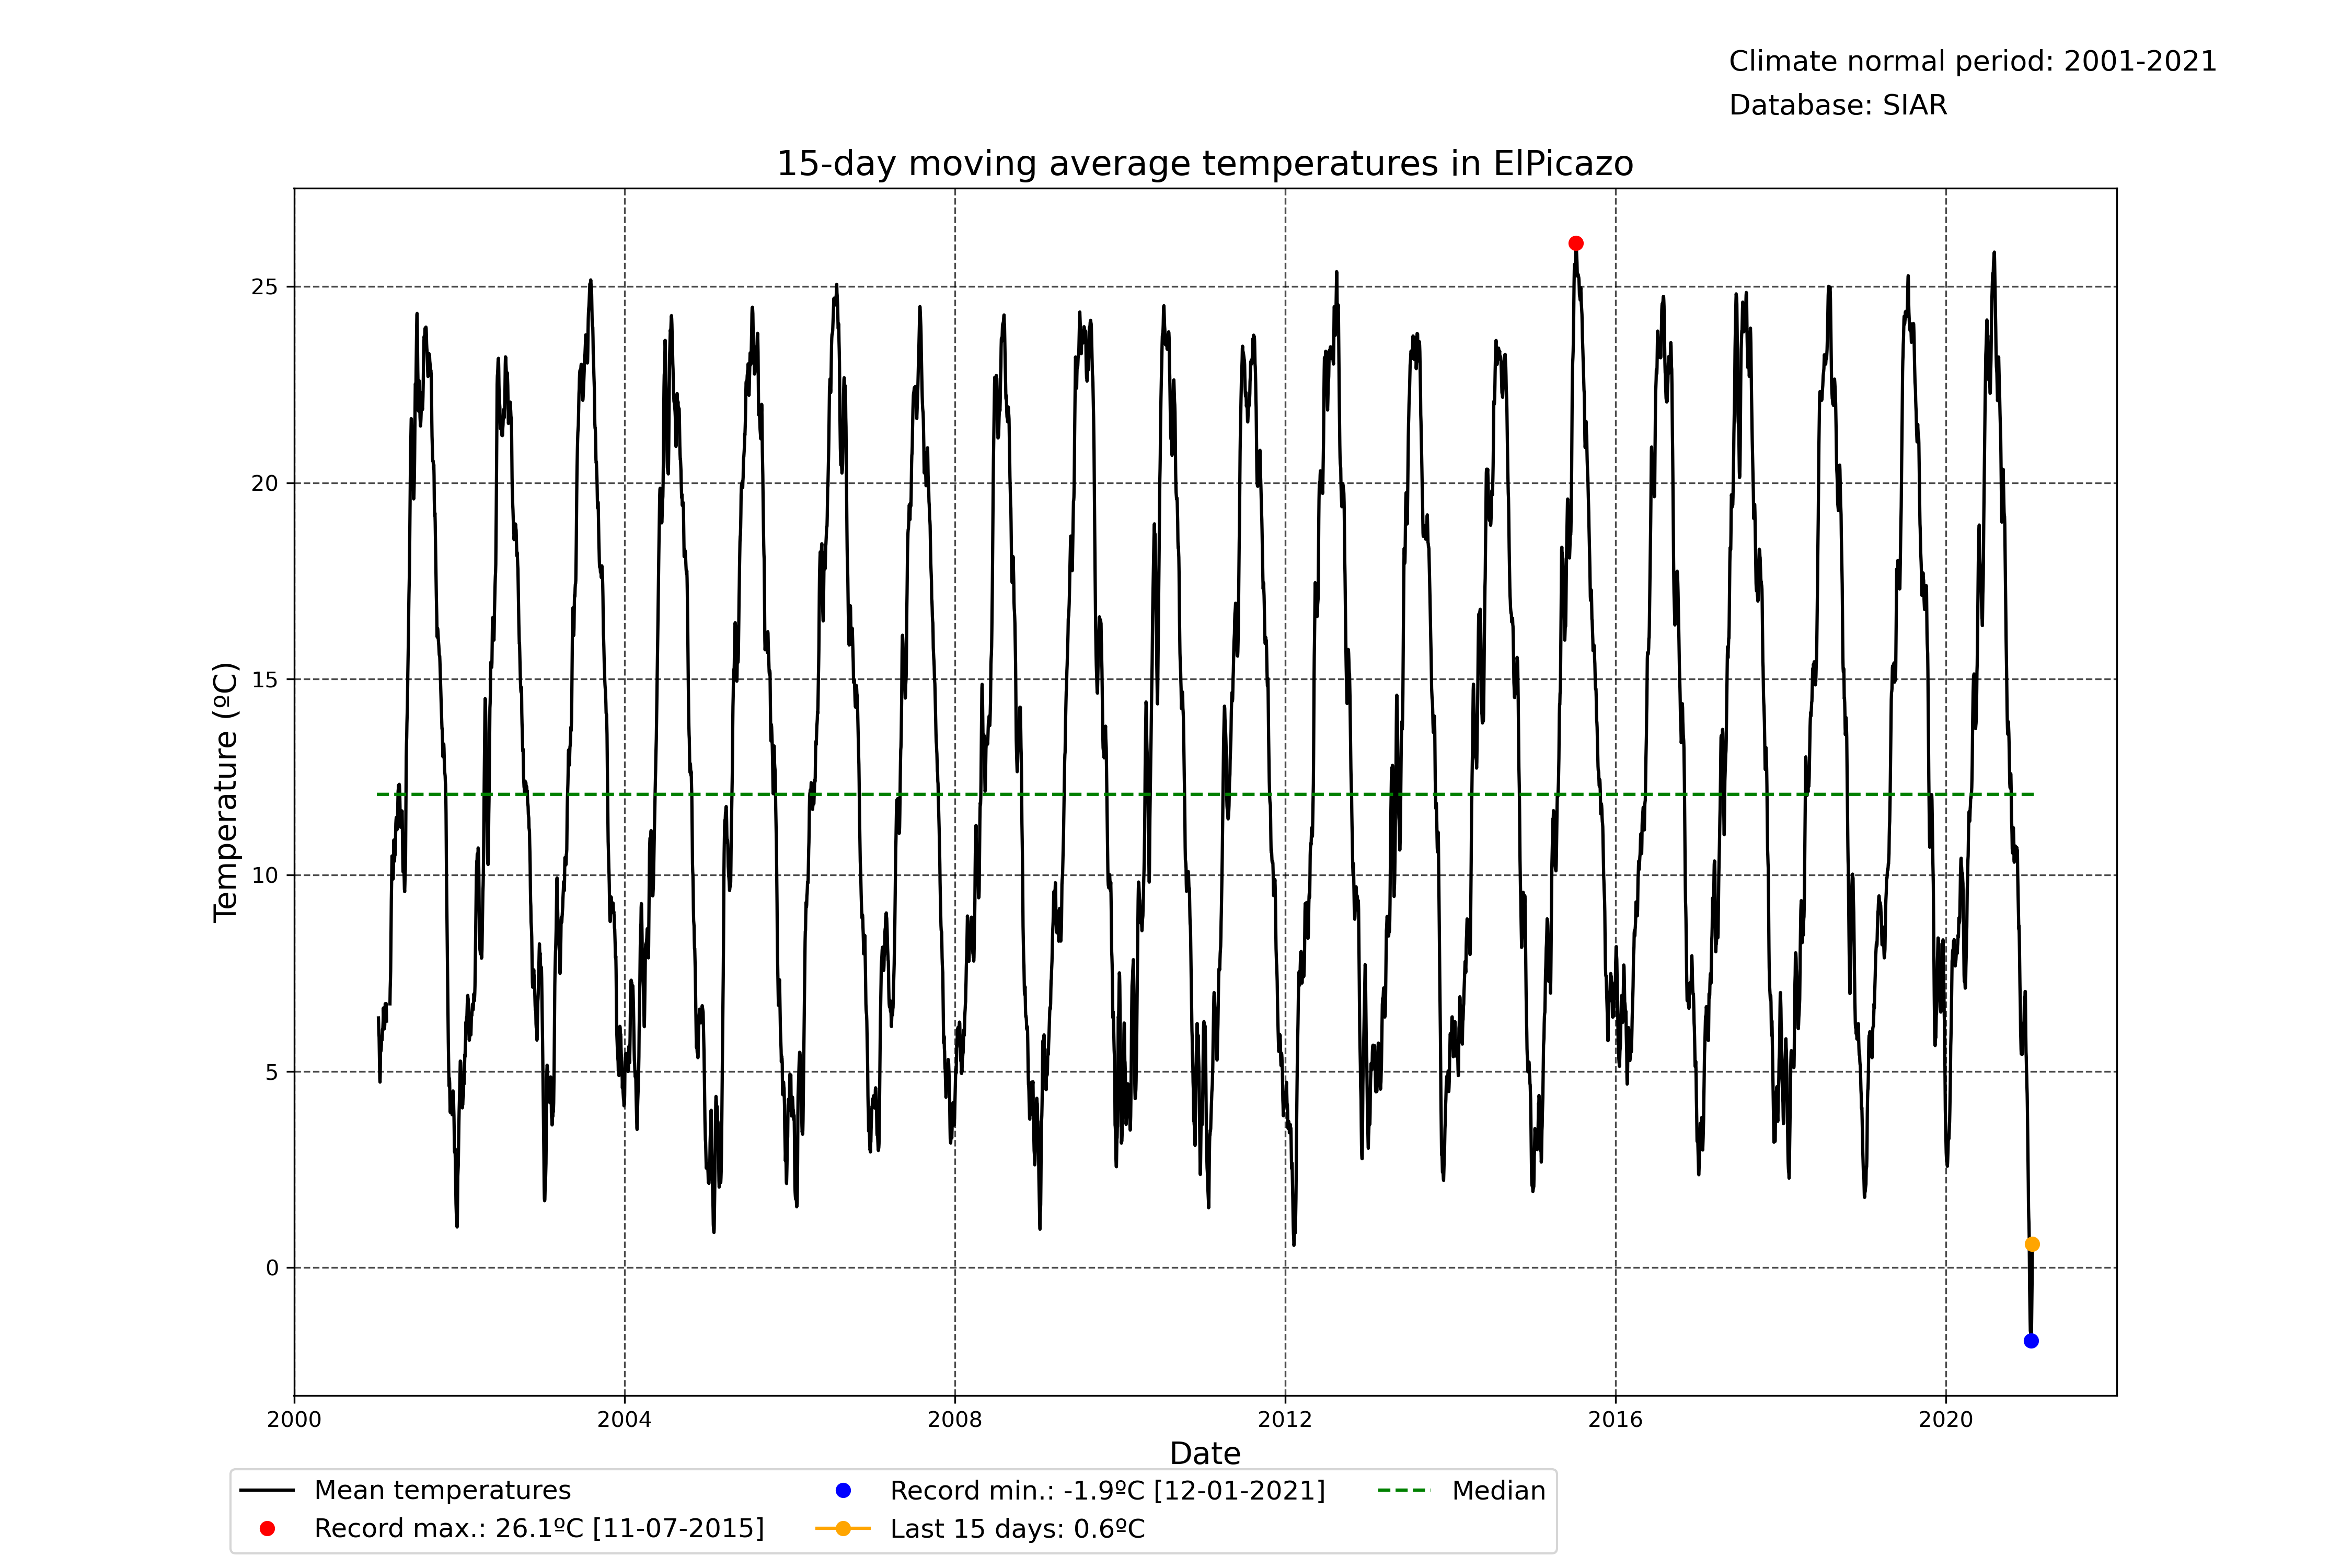 Climate normal period: 2001-2021
Database: SIAR
15-day moving average temperatures in ElPicazo
Temperature (ºC)
25
20
15
10
5
0
2000 2004 2008 2012 2016 2020
Date
Mean temperatures
Record max.: 26.1ºC [11-07-2015]
Record min.: -1.9ºC [12-01-2021]
Last 15 days: 0.6ºC
Median